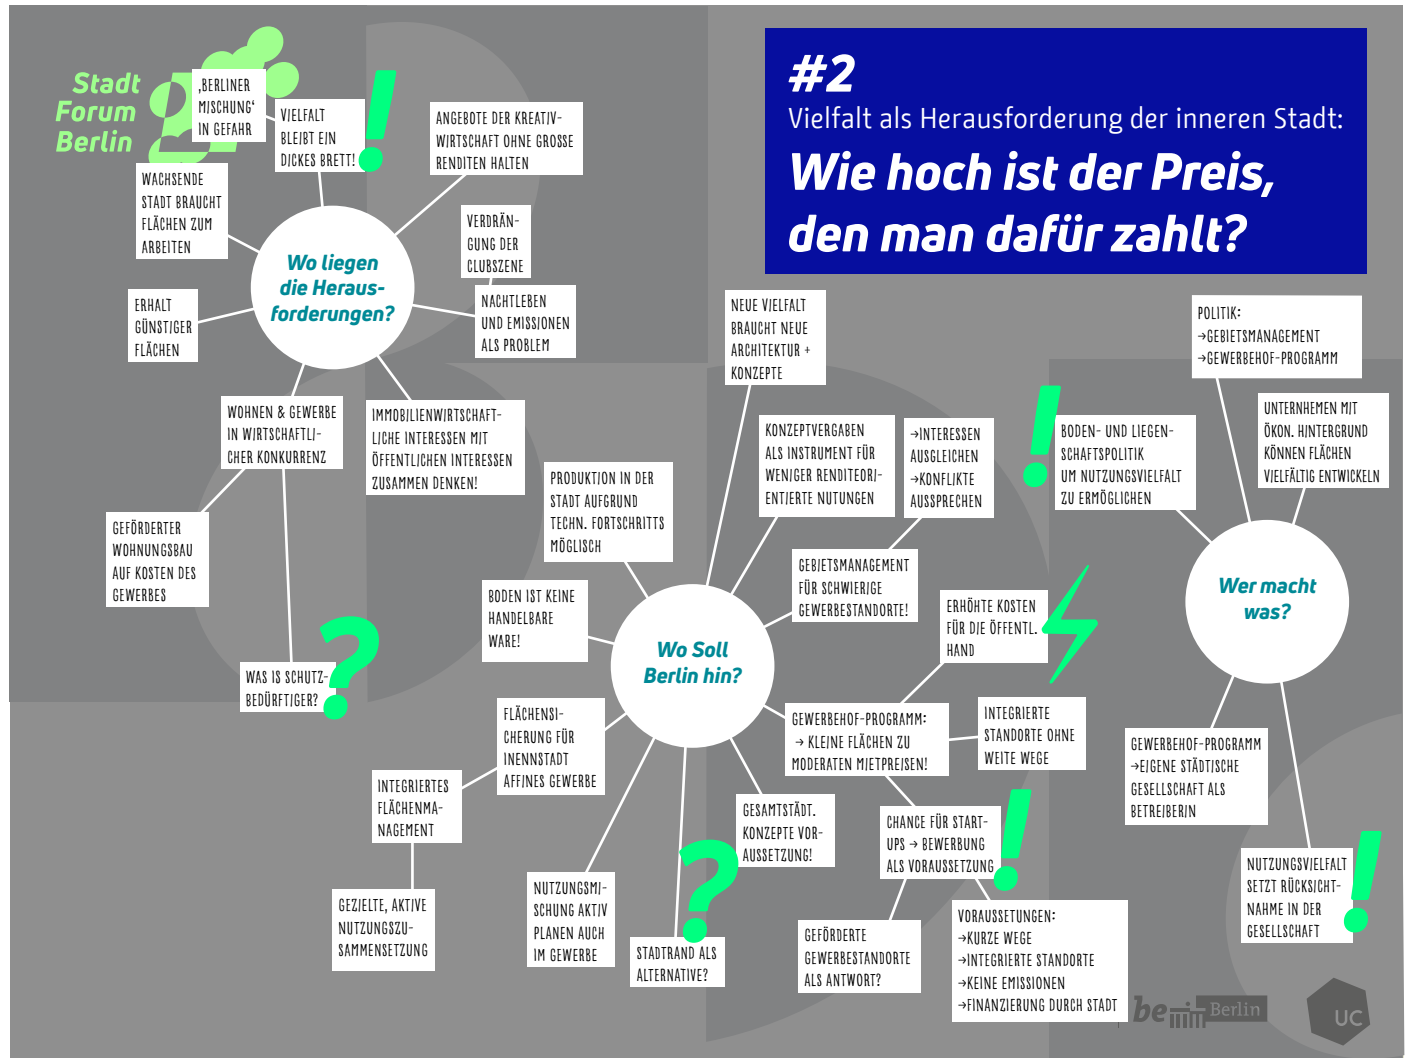 Stadt
Forum
Berlin
#2
Vielfalt als Herausforderung der inneren Stadt:
Wie hoch ist der Preis,
den man dafür zahlt?
‚BERLINER
MISCHUNG‘
IN GEFAHR
VIELFALT
BLEIBT EIN
DICKES BRETT!
!
ANGEBOTE DER KREATIV-
WIRTSCHAFT OHNE GROSSE
RENDITEN HALTEN
WACHSENDE
STADT BRAUCHT
FLÄCHEN ZUM
ARBEITEN
VERDRÄN-
GUNG DER
CLUBSZENE
Wo liegen
die Heraus-
forderungen?
ERHALT
GÜNSTIGER
FLÄCHEN
NACHTLEBEN
UND EMISSIONEN
ALS PROBLEM
WOHNEN & GEWERBE
IN WIRTSCHAFTLI-
CHER KONKURRENZ
IMMOBILIENWIRTSCHAFT-
LICHE INTERESSEN MIT
ÖFFENTLICHEN INTERESSEN
ZUSAMMEN DENKEN!
GEFÖRDERTER
WOHNUNGSBAU
AUF KOSTEN DES
GEWERBES
WAS IS SCHUTZ-
BEDÜRFTIGER?
?
NEUE VIELFALT
BRAUCHT NEUE
ARCHITEKTUR +
KONZEPTE
KONZEPTVERGABEN
ALS INSTRUMENT FÜR
WENIGER RENDITEORI-
ENTIERTE NUTUNGEN
→INTERESSEN
AUSGLEICHEN
→KONFLIKTE
AUSSPRECHEN
PRODUKTION IN DER
STADT AUFGRUND
TECHN. FORTSCHRITTS
MÖGLISCH
GEBIETSMANAGEMENT
FÜR SCHWIERIGE
GEWERBESTANDORTE!
BODEN IST KEINE
HANDELBARE
WARE!
Wo Soll
Berlin hin?
ERHÖHTE KOSTEN
FÜR DIE ÖFFENTL.
HAND
FLÄCHENSI-
CHERUNG FÜR
INENNSTADT
AFFINES GEWERBE
GEWERBEHOF-PROGRAMM:
→ KLEINE FLÄCHEN ZU
MODERATEN MIETPREISEN!
INTEGRIERTE
STANDORTE OHNE
WEITE WEGE
INTEGRIERTES
FLÄCHENMA-
NAGEMENT
GESAMTSTÄDT.
KONZEPTE VOR-
AUSSETZUNG!
CHANCE FÜR START-
UPS → BEWERBUNG
ALS VORAUSSETZUNG
!
GEZIELTE, AKTIVE
NUTZUNGSZU-
SAMMENSETZUNG
NUTZUNGSMI-
SCHUNG AKTIV
PLANEN AUCH
IM GEWERBE
?
STADTRAND ALS
ALTERNATIVE?
GEFÖRDERTE
GEWERBESTANDORTE
ALS ANTWORT?
VORAUSSETUNGEN:
→KURZE WEGE
→INTEGRIERTE STANDORTE
→KEINE EMISSIONEN
→FINANZIERUNG DURCH STADT
POLITIK:
→GEBIETSMANAGEMENT
→GEWERBEHOF-PROGRAMM
!
BODEN- UND LIEGEN-
SCHAFTSPOLITIK
UM NUTZUNGSVIELFALT
ZU ERMÖGLICHEN
UNTERNHEMEN MIT
ÖKON. HINTERGRUND
KÖNNEN FLÄCHEN
VIELFÄLTIG ENTWICKELN
Wer macht
was?
GEWERBEHOF-PROGRAMM
→EIGENE STÄDTISCHE
GESELLSCHAFT ALS
BETREIBERIN
NUTZUNGSVIELFALT
SETZT RÜCKSICHT-
NAHME IN DER
GESELLSCHAFT
!
be Berlin
UC